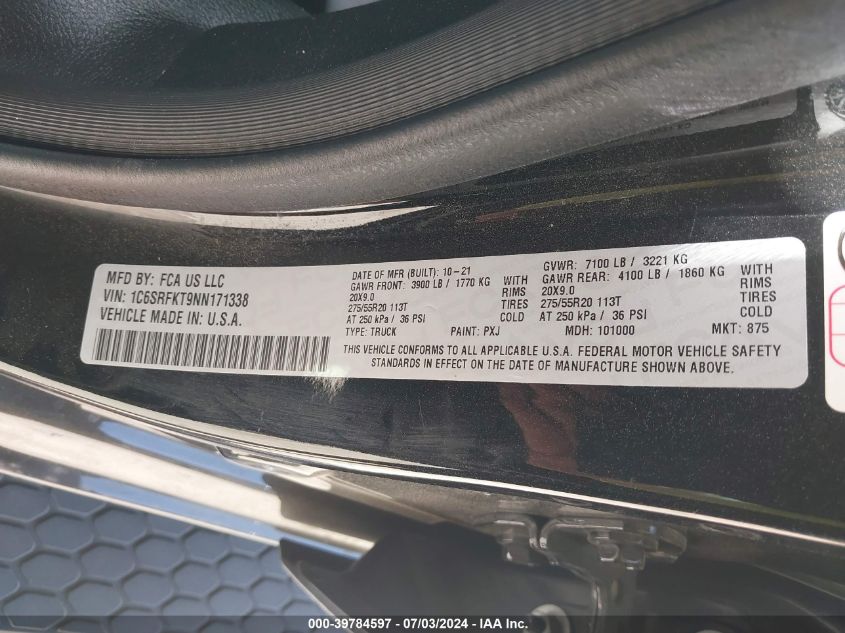 MFD BY: FCA US LLC
VIN: 1C6SRFKT9NN171338
VEHICLE MADE IN: U.S.A.
DATE OF MFR (BUILT): 10-21
GAWR FRONT: 3900 LB / 1770 KG WITH
20X9.0 RIMS
275/55R20 113T TIRES
AT 250 kPa / 36 PSI COLD
GVWR: 7100 LB / 3221 KG
GAWR REAR: 4100 LB / 1860 KG WITH
20X9.0 RIMS
275/55R20 113T TIRES
AT 250 kPa / 36 PSI COLD
TYPE: TRUCK PAINT: PXJ MDH: 101000 MKT: 875
THIS VEHICLE CONFORMS TO ALL APPLICABLE U.S.A. FEDERAL MOTOR VEHICLE SAFETY
STANDARDS IN EFFECT ON THE DATE OF MANUFACTURE SHOWN ABOVE.
000-39784597 - 07/03/2024 - IAA Inc.